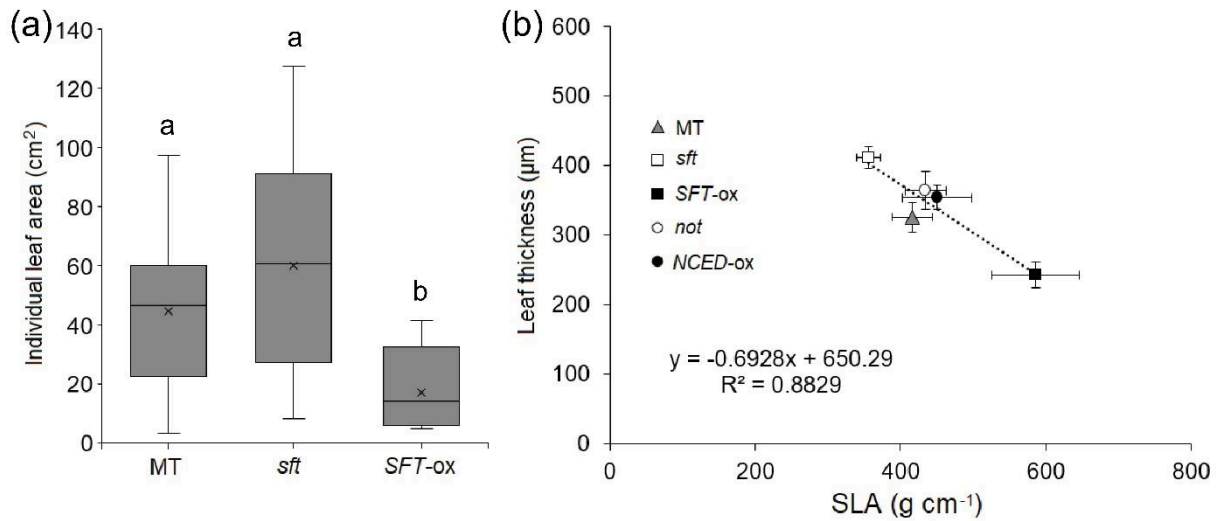 (a)
Individual leaf area (cm²)
140
120
100
80
60
40
20
0
a
a
b
MT
sft
SFT-ox
(b)
Leaf thickness (µm)
600
500
400
300
200
100
0
MT
sft
SFT-ox
not
NCED-ox
y = -0.6928x + 650.29
R² = 0.8829
0
200
400
600
800
SLA (g cm⁻¹)